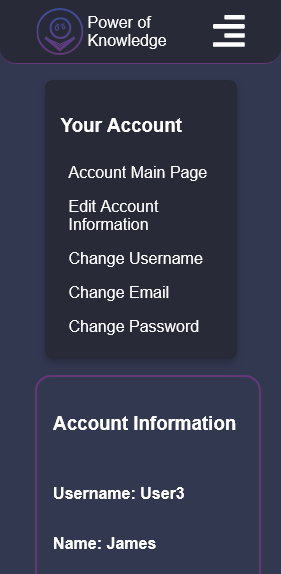 Power of
Knowledge
Your Account
Account Main Page
Edit Account
Information
Change Username
Change Email
Change Password
Account Information
Username: User3
Name: James